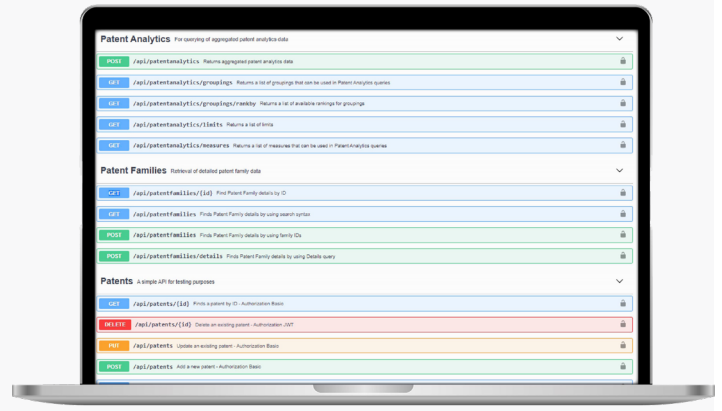 Patent Analytics For querying of aggregated patent analytics data
POST /api/patentanalytics Returns aggregated patent analytics data
GET /api/patentanalytics/groupings Returns a list of groupings that can be used in Patent Analytics queries
GET /api/patentanalytics/groupings/rankby Returns a list of available rankings for groupings
GET /api/patentanalytics/limits Returns a list of limits
GET /api/patentanalytics/measures Returns a list of measures that can be used in Patent Analytics queries
Patent Families Retrieval of detailed patent family data
GET /api/patentfamilies/{id} Find Patent Family details by ID
GET /api/patentfamilies Finds Patent Family details by using search syntax
POST /api/patentfamilies Finds Patent Family details by using family IDs
POST /api/patentfamilies/details Finds Patent Family details by using Details query
Patents A simple API for testing purposes
GET /api/patents/{id} Finds a patent by ID - Authorization Basic
DELETE /api/patents/{id} Delete an existing patent - Authorization JWT
PUT /api/patents Update an existing patent - Authorization Basic
POST /api/patents Add a new patent - Authorization Basic